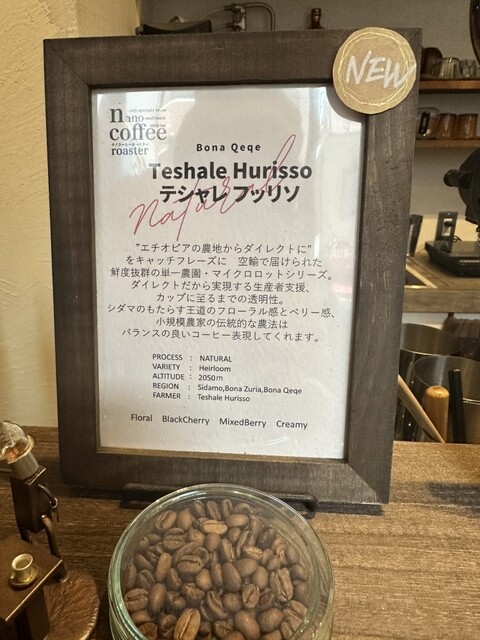 NEW
nano
coffee
roaster
Bona Qeqe
Teshale Hurisso
テシャレ フゥリソ
Natural
"エチオピアの農地からダイレクトに"
をキャッチフレーズに 空輸で届けられた
鮮度抜群の単一農園・マイクロロットシリーズ。
ダイレクトだから実現する生産者支援、
カップに至るまでの透明性。
シダマのもたらす王道のフローラル感とベリー感、
小規模農家の伝統的な農法は
バランスの良いコーヒー表現してくれます。
PROCESS : NATURAL
VARIETY : Heirloom
ALTITUDE : 2050m
REGION : Sidamo,Bona Zuria,Bona Qeqe
FARMER : Teshale Hurisso
Floral BlackCherry MixedBerry Creamy